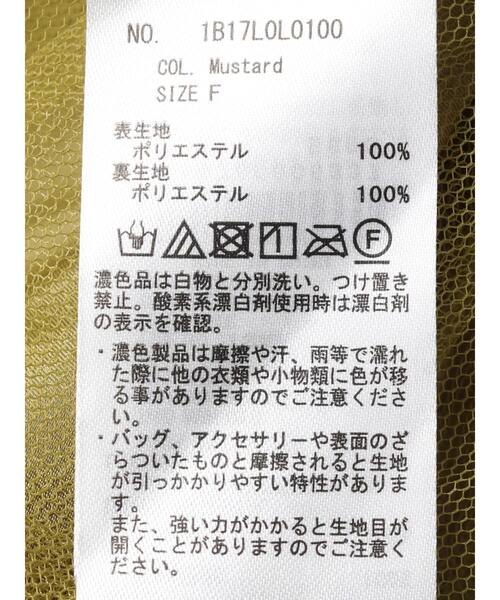 NO. 1B17L0L0100
COL. Mustard
SIZE F
表生地
ポリエステル 100%
裏生地
ポリエステル 100%
F
濃色品は白物と分別洗い。つけ置き
禁止。酸素系漂白剤使用時は漂白剤
の表示を確認。
・濃色製品は摩擦や汗、雨等で濡れ
た際に他の衣類や小物類に色が移
る事がありますのでご注意くださ
い。
・バッグ、アクセサリーや表面のざ
らついたものと摩擦されると生地
が引っかかりやすい特性がありま
す。
また、強い力がかかると生地目が
開くことがありますのでご注意く
ださい。